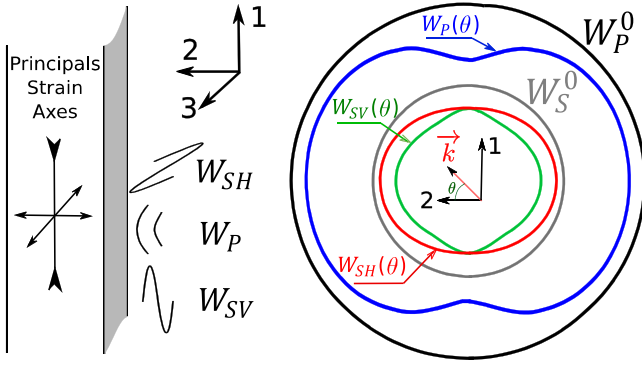 Principals
Strain
Axes
1
2
3
W_SH
W_P
W_SV
W_P(θ)
W_P^0
W_S^0
W_SV(θ)
k
1
θ
2
W_SH(θ)